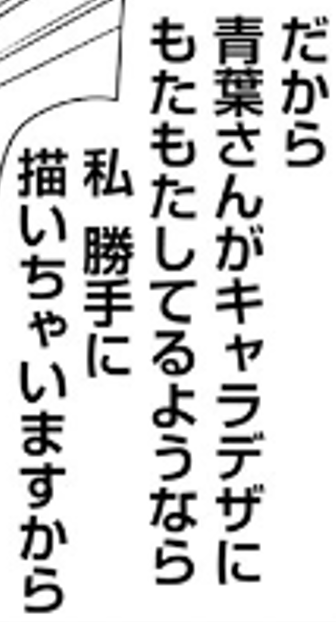 だから
青葉さんがキャラデザに
もたもたしてるようなら
私 勝手に
描いちゃいますから